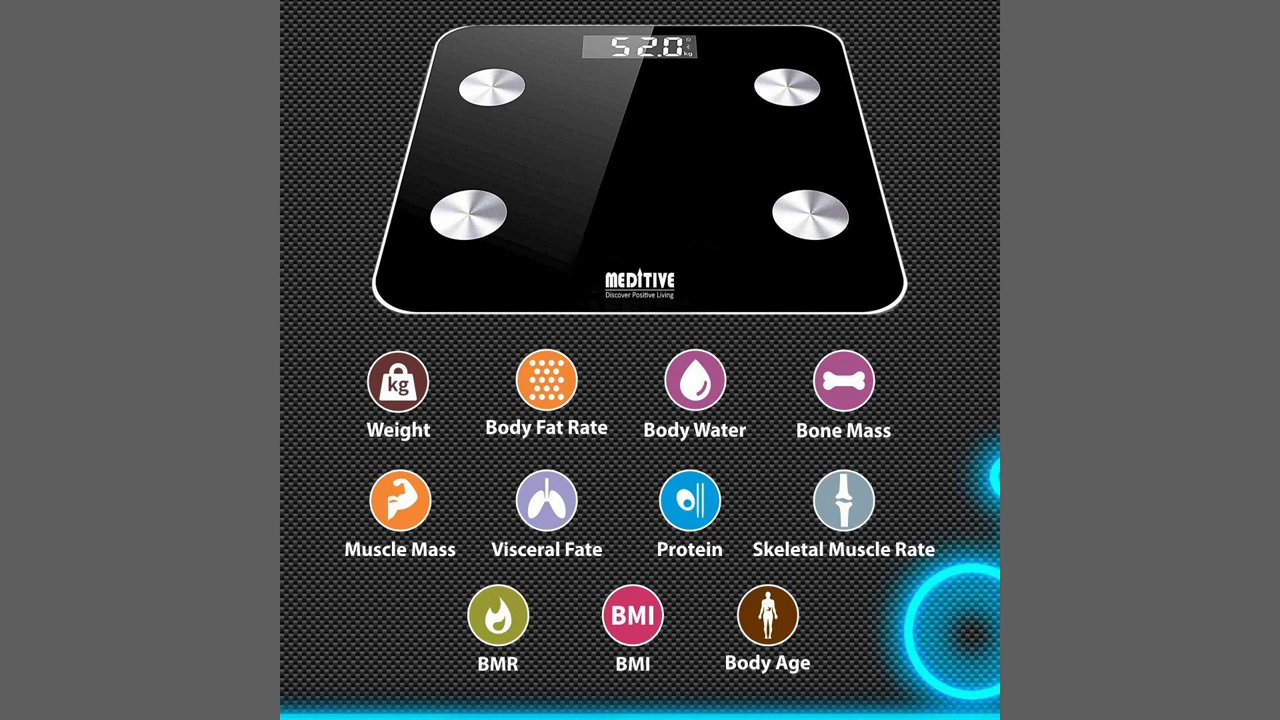 52.0 kg
MEDITIVE
Discover Positive Living
kg
Weight
Body Fat Rate
Body Water
Bone Mass
Muscle Mass
Visceral Fate
Protein
Skeletal Muscle Rate
BMR
BMI
BMI
Body Age